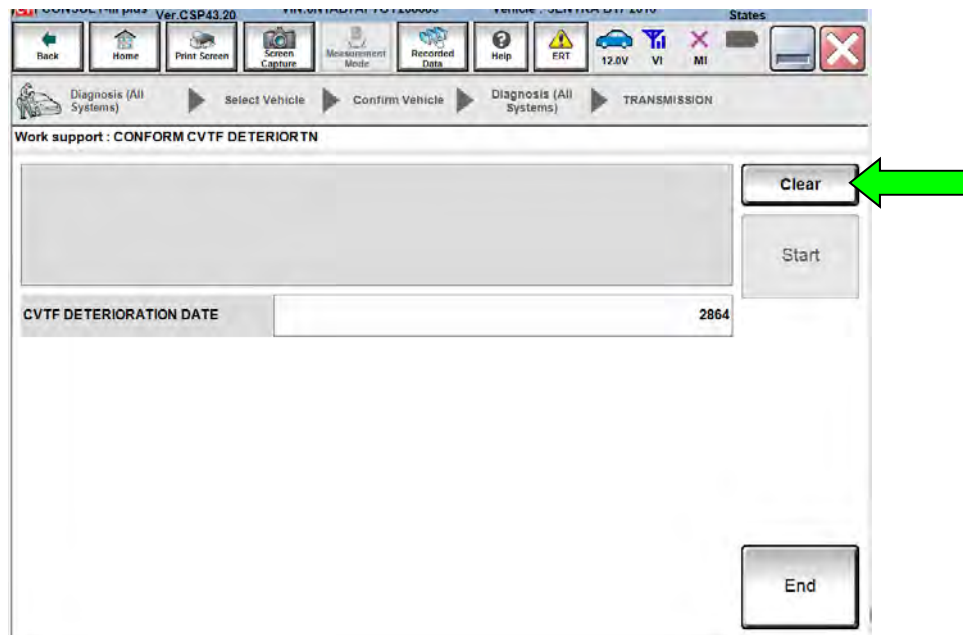 Ver.CSP43.20
States
Back
Home
Print Screen
Screen Capture
Measurement Mode
Recorded Data
Help
ERT
12.0V
VI
MI
Diagnosis (All Systems)
Select Vehicle
Confirm Vehicle
Diagnosis (All Systems)
TRANSMISSION
Work support : CONFORM CVTF DETERIORTN
Clear
Start
CVTF DETERIORATION DATE
2864
End